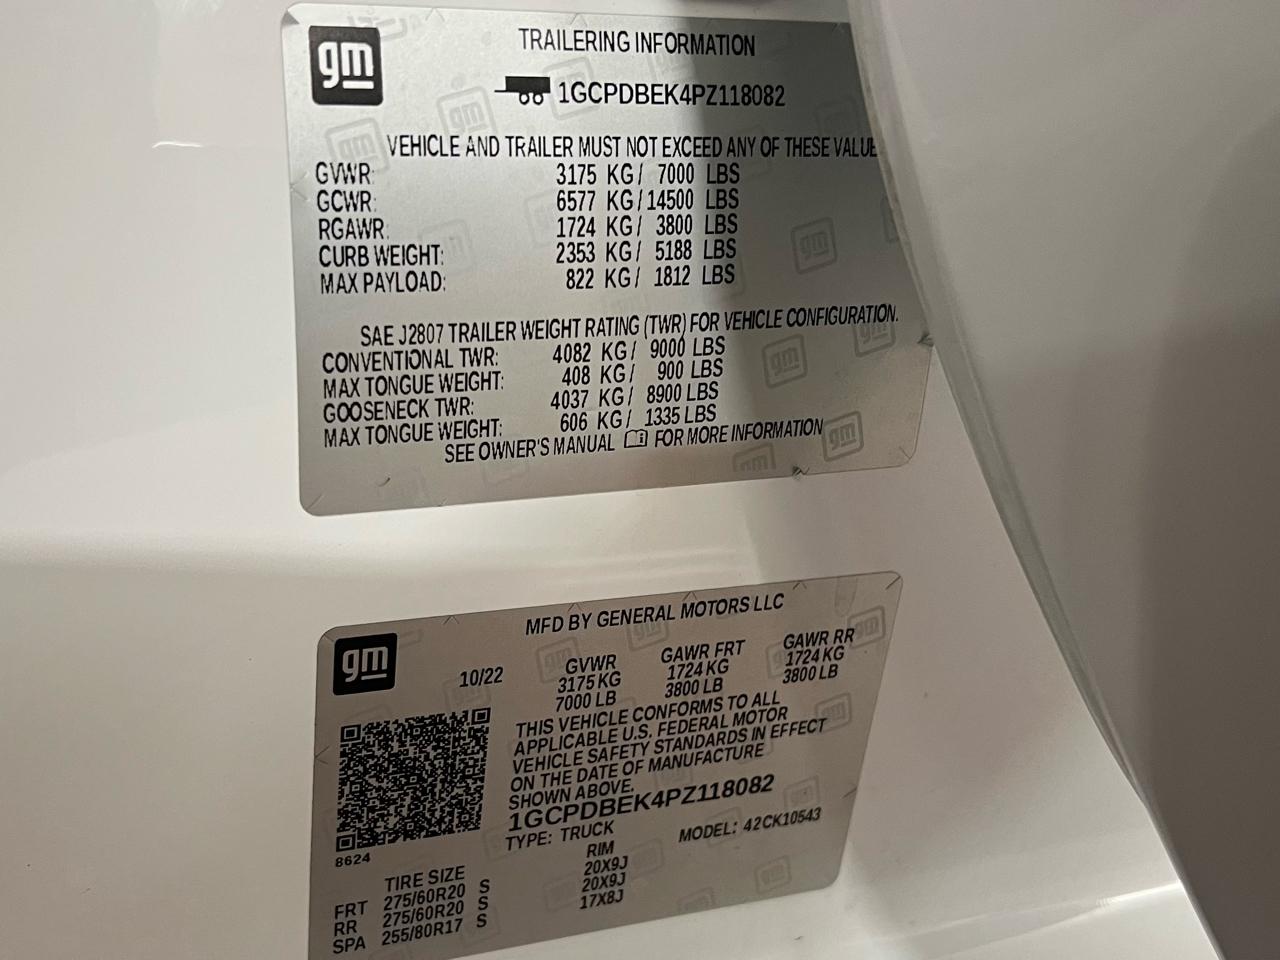 gm
TRAILERING INFORMATION
1GCPDBEK4PZ118082
VEHICLE AND TRAILER MUST NOT EXCEED ANY OF THESE VALUE
GVWR: 3175 KG/ 7000 LBS
GCWR: 6577 KG/14500 LBS
RGAWR: 1724 KG/ 3800 LBS
CURB WEIGHT: 2353 KG/ 5188 LBS
MAX PAYLOAD: 822 KG/ 1812 LBS
SAE J2807 TRAILER WEIGHT RATING (TWR) FOR VEHICLE CONFIGURATION.
CONVENTIONAL TWR: 4082 KG/ 9000 LBS
MAX TONGUE WEIGHT: 408 KG/ 900 LBS
GOOSENECK TWR: 4037 KG/ 8900 LBS
MAX TONGUE WEIGHT: 606 KG/ 1335 LBS
SEE OWNER'S MANUAL FOR MORE INFORMATION
MFD BY GENERAL MOTORS LLC
gm
10/22
GVWR GAWR FRT GAWR RR
3175 KG 1724 KG 1724 KG
7000 LB 3800 LB 3800 LB
THIS VEHICLE CONFORMS TO ALL
APPLICABLE U.S. FEDERAL MOTOR
VEHICLE SAFETY STANDARDS IN EFFECT
ON THE DATE OF MANUFACTURE
SHOWN ABOVE.
1GCPDBEK4PZ118082
TYPE: TRUCK MODEL: 42CK10543
8624
TIRE SIZE RIM
FRT 275/60R20 S 20X9J
RR 275/60R20 S 20X9J
SPA 255/80R17 S 17X8J